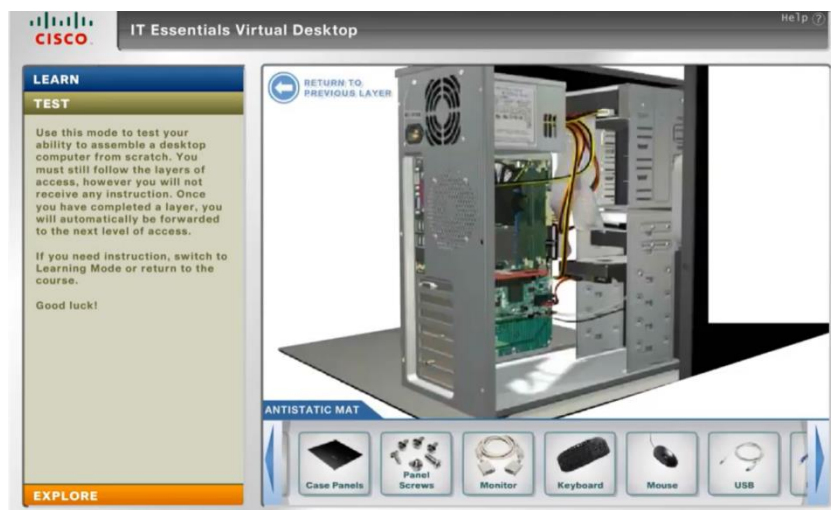 CISCO
IT Essentials Virtual Desktop
Help ?
LEARN
TEST
Use this mode to test your
ability to assemble a desktop
computer from scratch. You
must still follow the layers of
access, however you will not
receive any instruction. Once
you have completed a layer, you
will automatically be forwarded
to the next level of access.
If you need instruction, switch to
Learning Mode or return to the
course.
Good luck!
EXPLORE
RETURN TO
PREVIOUS LAYER
ANTISTATIC MAT
Case Panels
Panel
Screws
Monitor
Keyboard
Mouse
USB